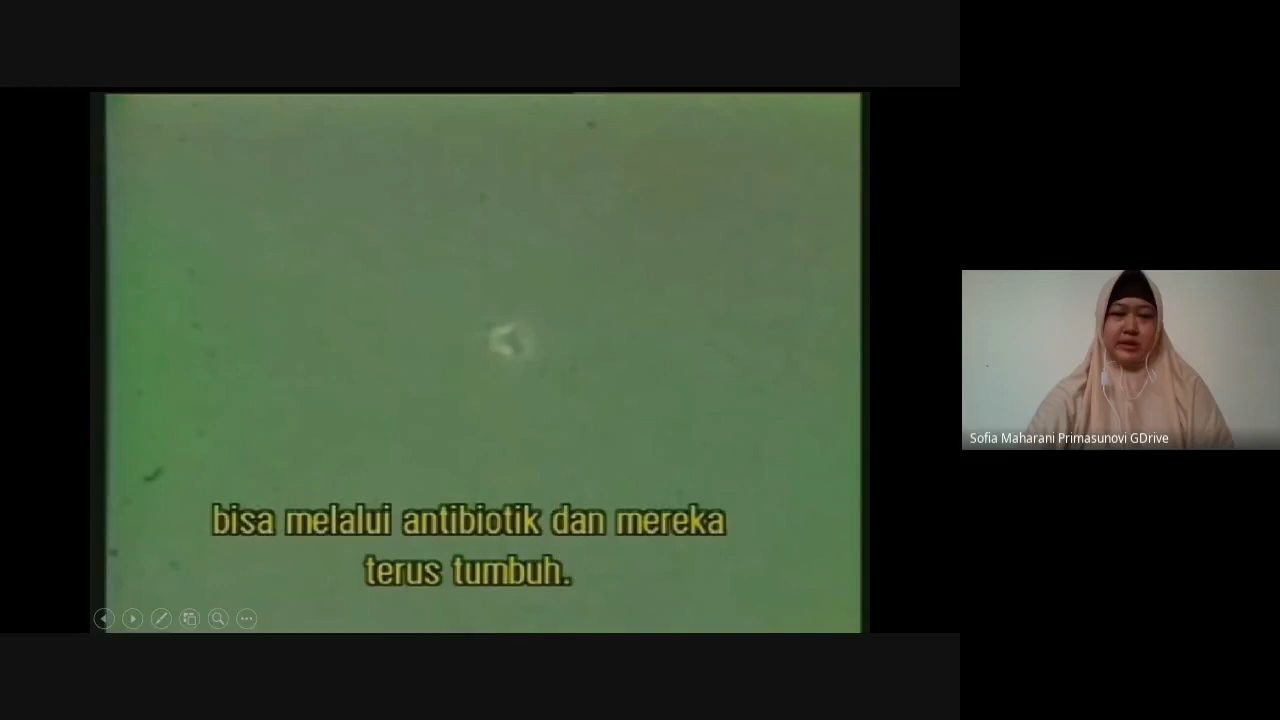 bisa melalui antibiotik dan mereka
terus tumbuh.
Sofia Maharani Primasunovi GDrive